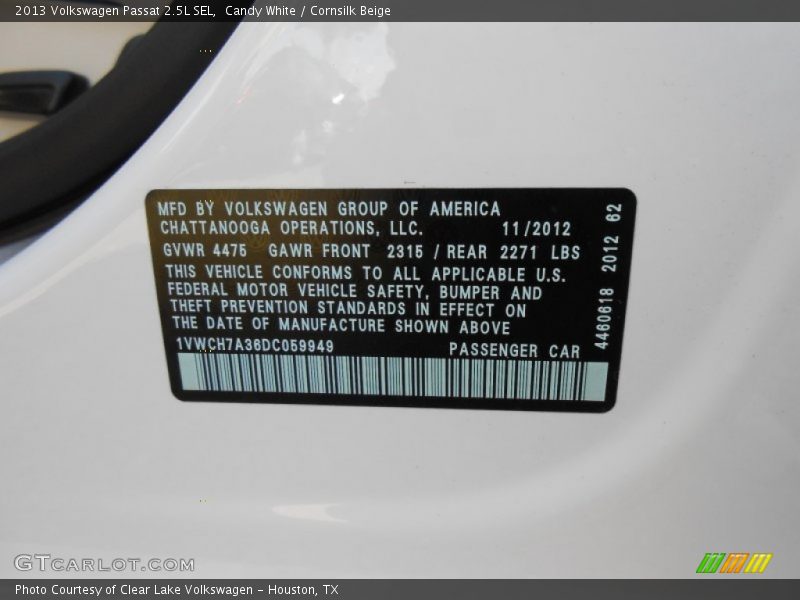 2013 Volkswagen Passat 2.5L SEL, Candy White / Cornsilk Beige
MFD BY VOLKSWAGEN GROUP OF AMERICA
CHATTANOOGA OPERATIONS, LLC. 11/2012
GVWR 4475 GAWR FRONT 2315 / REAR 2271 LBS
THIS VEHICLE CONFORMS TO ALL APPLICABLE U.S.
FEDERAL MOTOR VEHICLE SAFETY, BUMPER AND
THEFT PREVENTION STANDARDS IN EFFECT ON
THE DATE OF MANUFACTURE SHOWN ABOVE
1VWCH7A36DC059949 PASSENGER CAR
4460618 2012 62
GTCARLOT.COM
Photo Courtesy of Clear Lake Volkswagen - Houston, TX